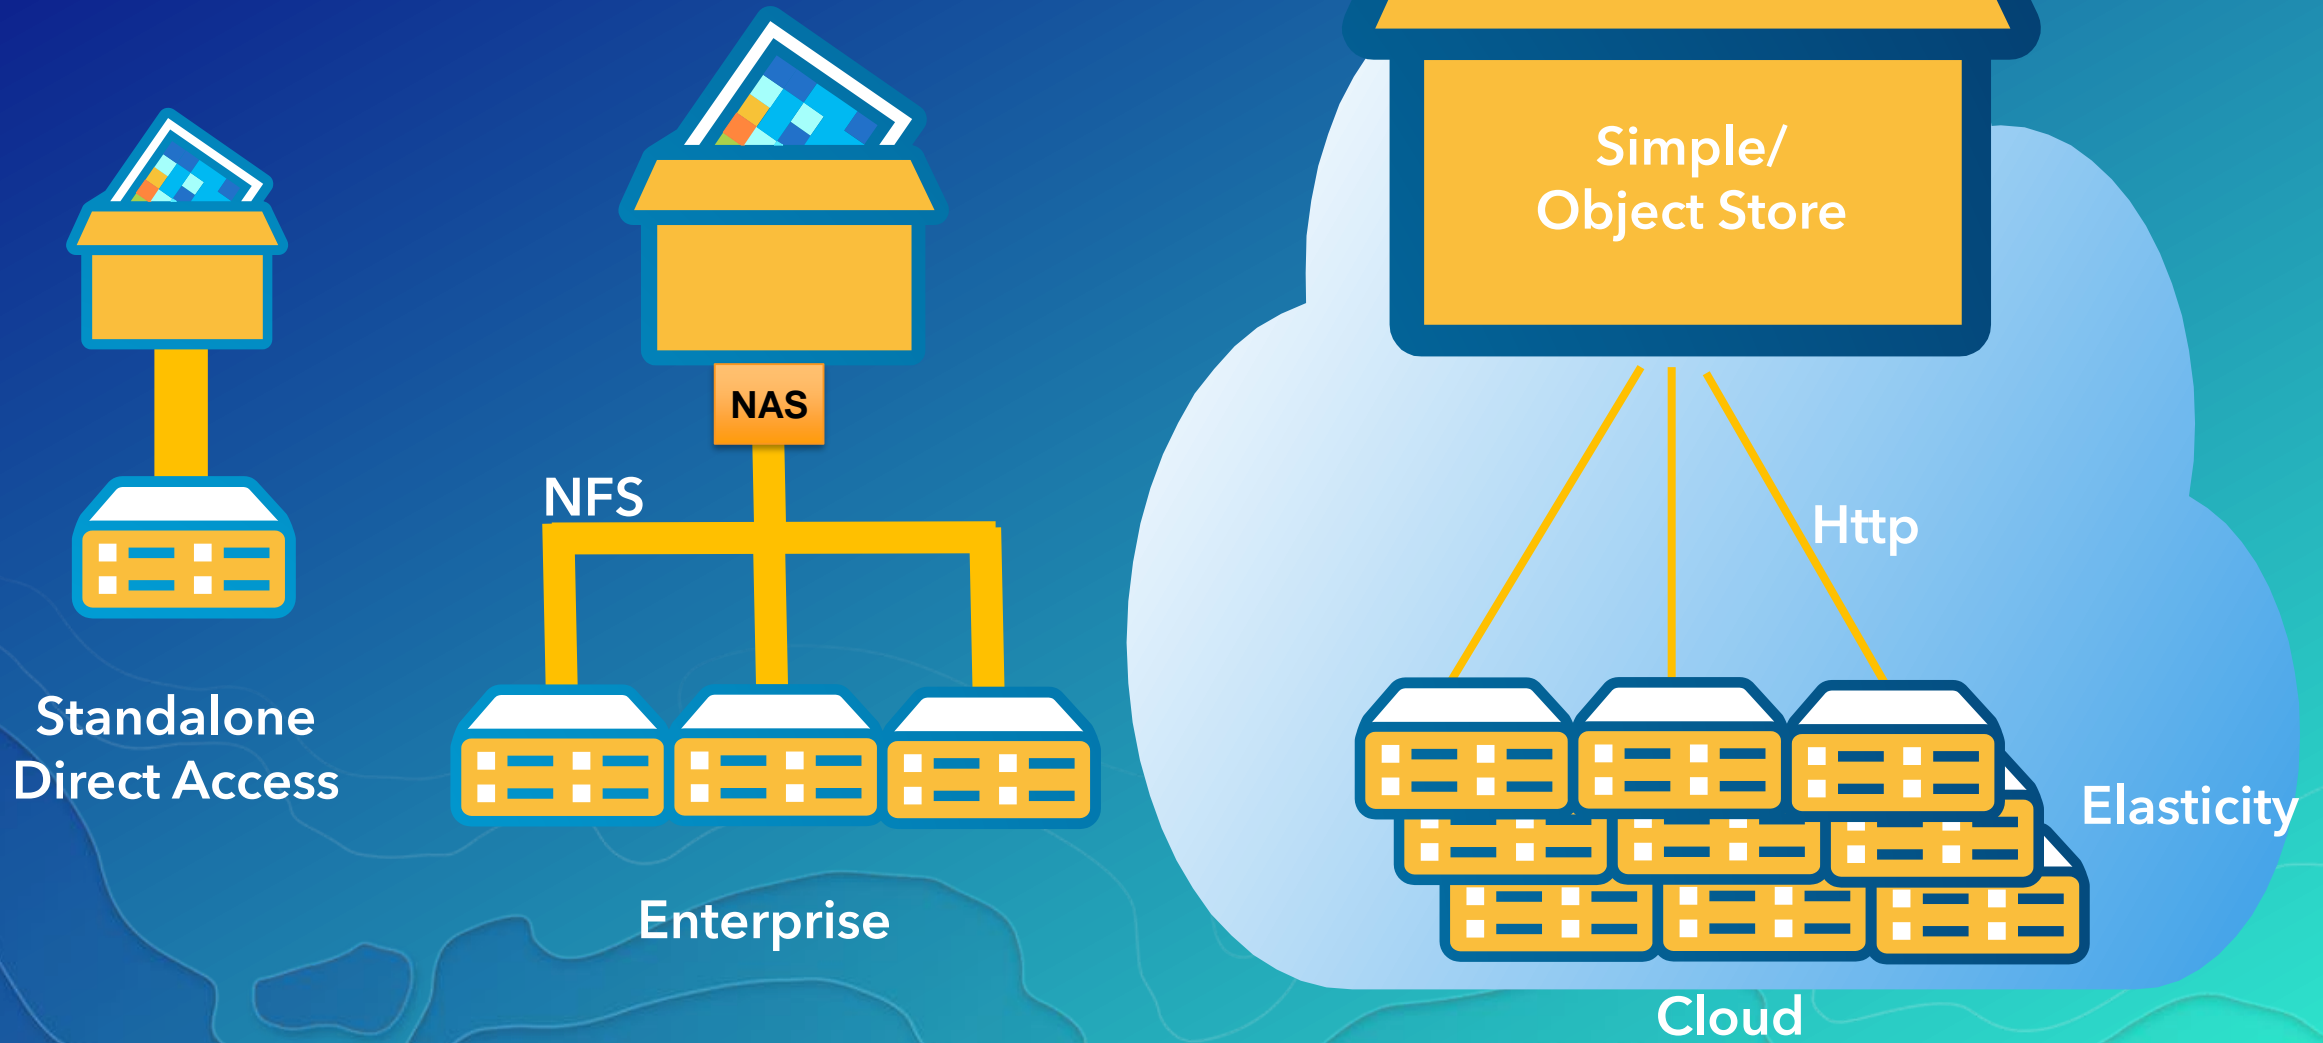 Standalone
Direct Access
NAS
NFS
Enterprise
Simple/
Object Store
Http
Elasticity
Cloud